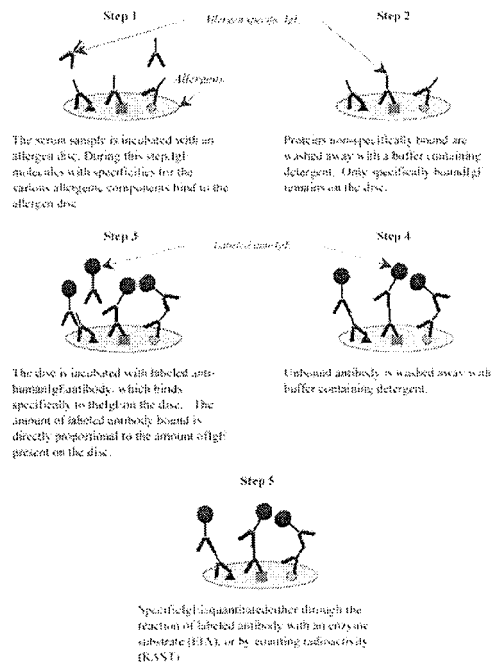 Step 1
Allergen specific IgE
Step 2
Allergens
The serum sample is incubated with an
allergen disc. During this step, IgE
molecules with specificities for the
various allergenic components bind to the
allergen disc
Proteins non-specifically bound are
washed away with a buffer containing
detergent. Only specifically bound IgE
remains on the disc.
Step 3
Labeled anti-IgE
Step 4
The disc is incubated with labeled anti-
human IgE antibody, which binds
specifically to the IgE on the disc. The
amount of labeled antibody bound is
directly proportional to the amount of IgE
present on the disc.
Unbound antibody is washed away with
buffer containing detergent.
Step 5
Specific IgE is quantitated either through the
reaction of labeled antibody with an enzyme
substrate (EIA), or by counting radioactivity
(RAST)